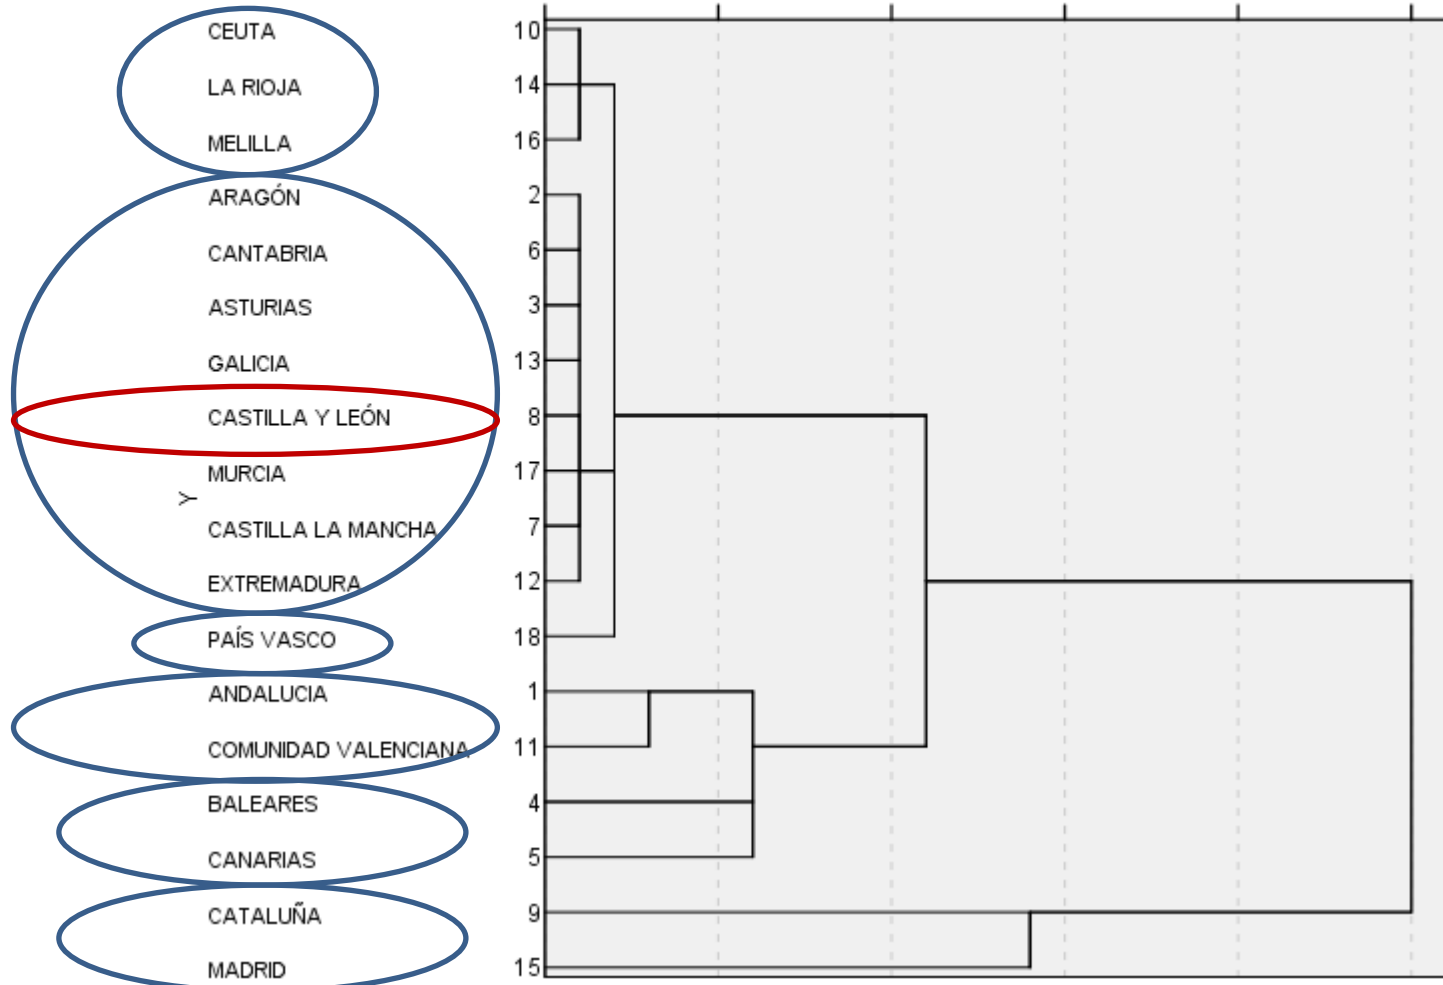 CEUTA 10
LA RIOJA 14
MELILLA 16
ARAGÓN 2
CANTABRIA 6
ASTURIAS 3
GALICIA 13
CASTILLA Y LEÓN 8
MURCIA 17
Y
CASTILLA LA MANCHA 7
EXTREMADURA 12
PAÍS VASCO 18
ANDALUCIA 1
COMUNIDAD VALENCIANA 11
BALEARES 4
CANARIAS 5
CATALUÑA 9
MADRID 15